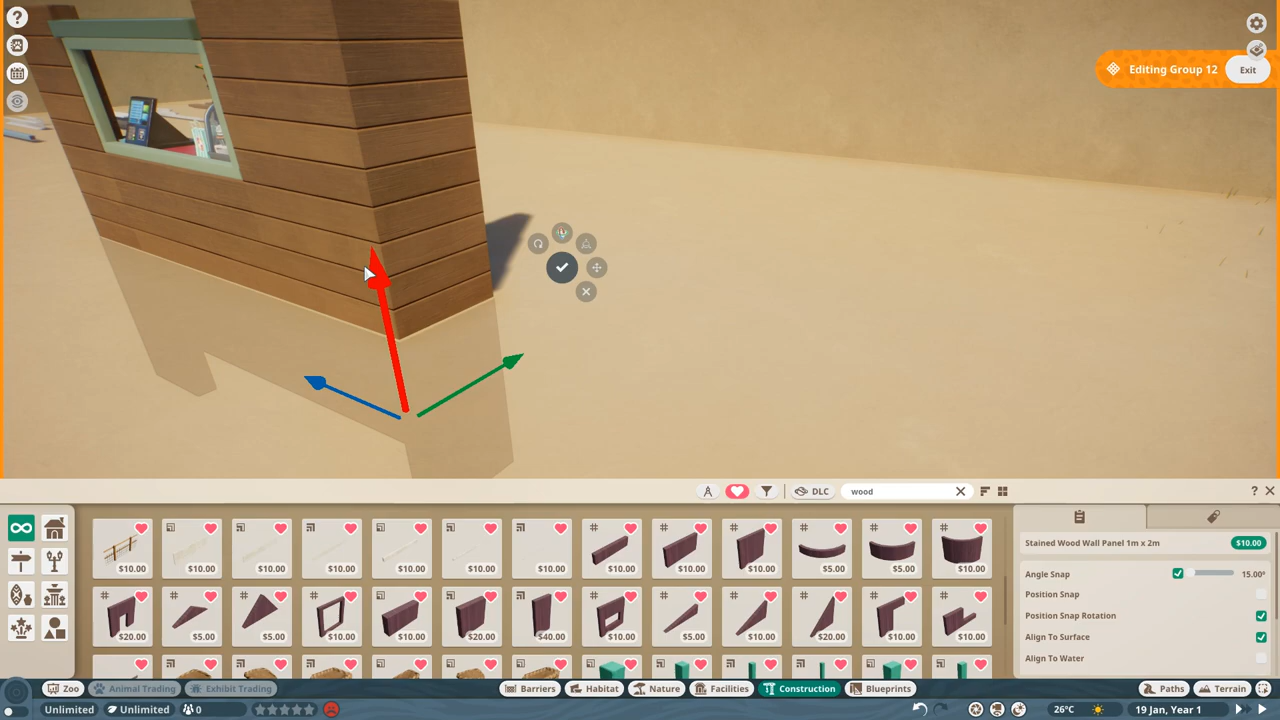 ?
Editing Group 12
Exit
DLC
wood
?
$10.00 $10.00 $10.00 $10.00 $10.00 $10.00 $10.00 $10.00 $10.00 $10.00 $5.00 $5.00 $10.00
$20.00 $5.00 $5.00 $10.00 $10.00 $20.00 $40.00 $10.00 $5.00 $10.00 $20.00 $10.00 $10.00
Stained Wood Wall Panel 1m x 2m $10.00
Angle Snap 15.00°
Position Snap
Position Snap Rotation
Align To Surface
Align To Water
Zoo Animal Trading Exhibit Trading Barriers Habitat Nature Facilities Construction Blueprints Paths Terrain
Unlimited Unlimited 0 26°C 19 Jan, Year 1